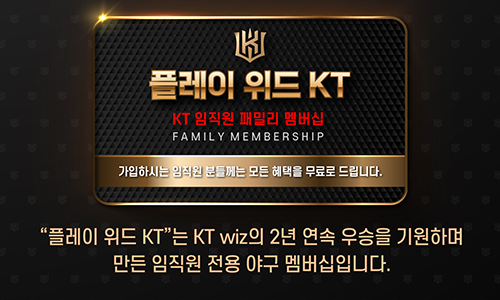 플레이 위드 KT
KT 임직원 패밀리 멤버십
FAMILY MEMBERSHIP
가입하시는 임직원 분들께는 모든 혜택을 무료로 드립니다.
“플레이 위드 KT”는 KT wiz의 2년 연속 우승을 기원하며
만든 임직원 전용 야구 멤버십입니다.